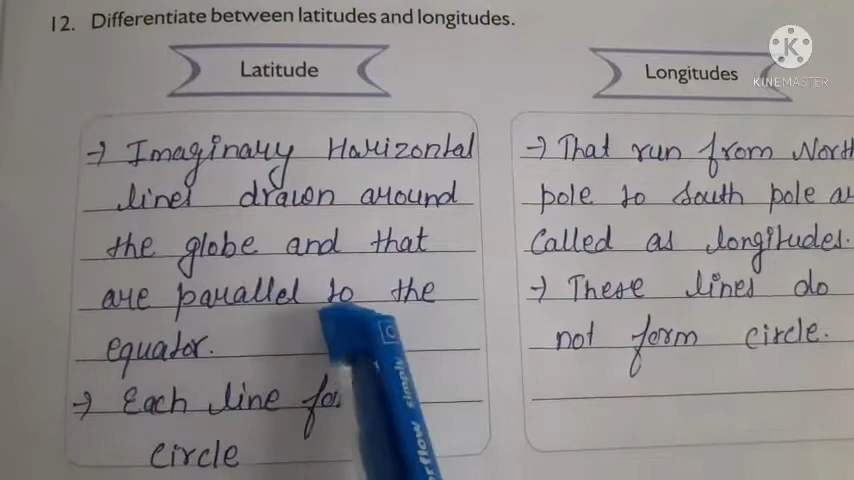 12. Differentiate between latitudes and longitudes.
Latitude
→ Imaginary Horizontal
lines drawn around
the globe and that
are parallel to the
equator.
→ Each line
circle
Longitudes
→ That run from North
pole to south pole
Called as longitudes.
→ These lines do
not form circle.
K
KINEMASTER
C
simply